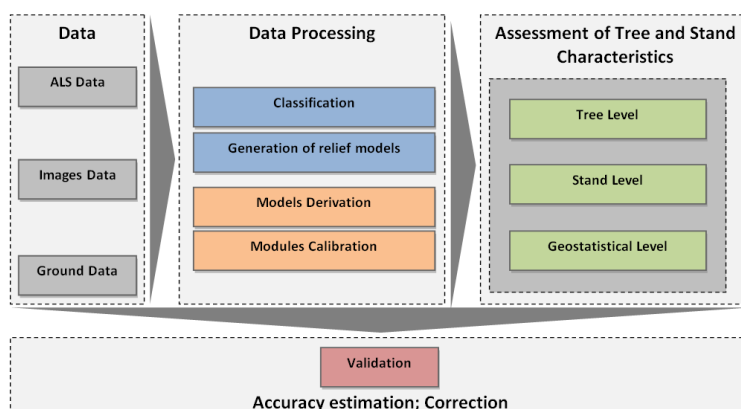 Data
ALS Data
Images Data
Ground Data
Data Processing
Classification
Generation of relief models
Models Derivation
Modules Calibration
Assessment of Tree and Stand
Characteristics
Tree Level
Stand Level
Geostatistical Level
Validation
Accuracy estimation; Correction